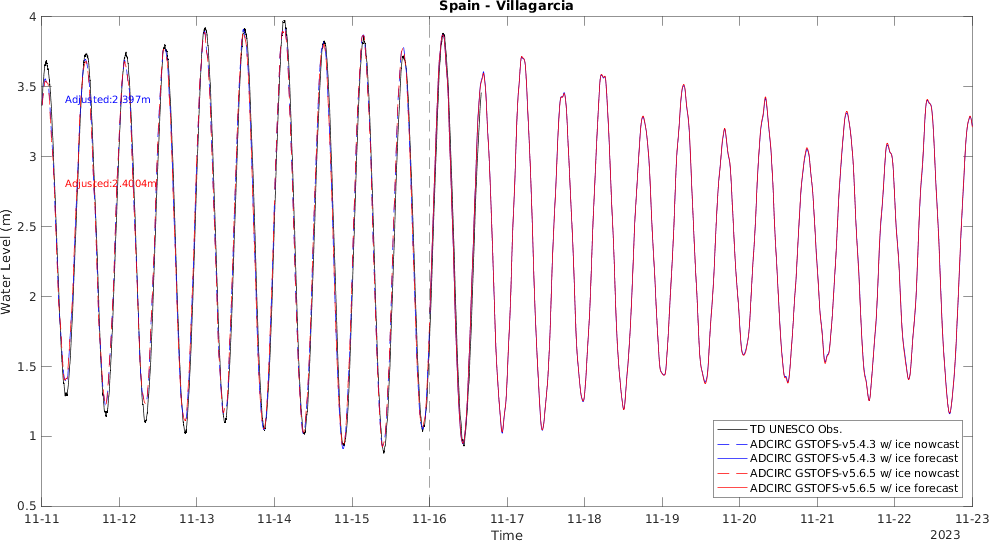 Spain - Villagarcia
4
3.5
3
2.5
2
1.5
1
0.5
Water Level (m)
Adjusted:2.397m
Adjusted:2.4004m
TD UNESCO Obs.
ADCIRC GSTOFS-v5.4.3 w/ ice nowcast
ADCIRC GSTOFS-v5.4.3 w/ ice forecast
ADCIRC GSTOFS-v5.6.5 w/ ice nowcast
ADCIRC GSTOFS-v5.6.5 w/ ice forecast
11-11 11-12 11-13 11-14 11-15 11-16 11-17 11-18 11-19 11-20 11-21 11-22 11-23
Time
2023